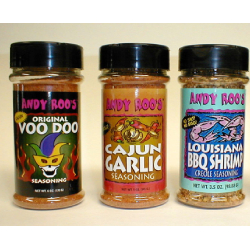 ANDY ROO'S
ORIGINAL
VOO DOO
SEASONING
ANDY ROO'S
CAJUN
GARLIC
SEASONING
ANDY ROO'S
LOUISIANA
BBQ SHRIMP
CREOLE SEASONING